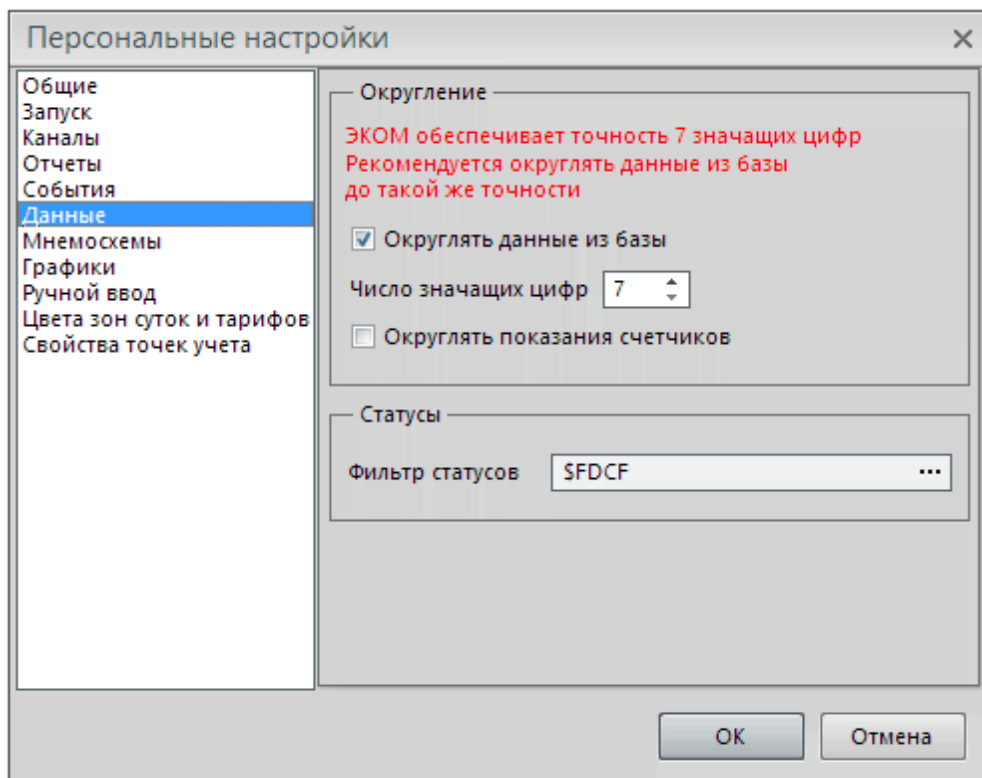 Персональные настройки
Общие
Запуск
Каналы
Отчеты
События
Данные
Мнемосхемы
Графики
Ручной ввод
Цвета зон суток и тарифов
Свойства точек учета
Округление
ЭКОМ обеспечивает точность 7 значащих цифр
Рекомендуется округлять данные из базы
до такой же точности
Округлять данные из базы
Число значащих цифр 7
Округлять показания счетчиков
Статусы
Фильтр статусов $FDCF ...
ОК
Отмена